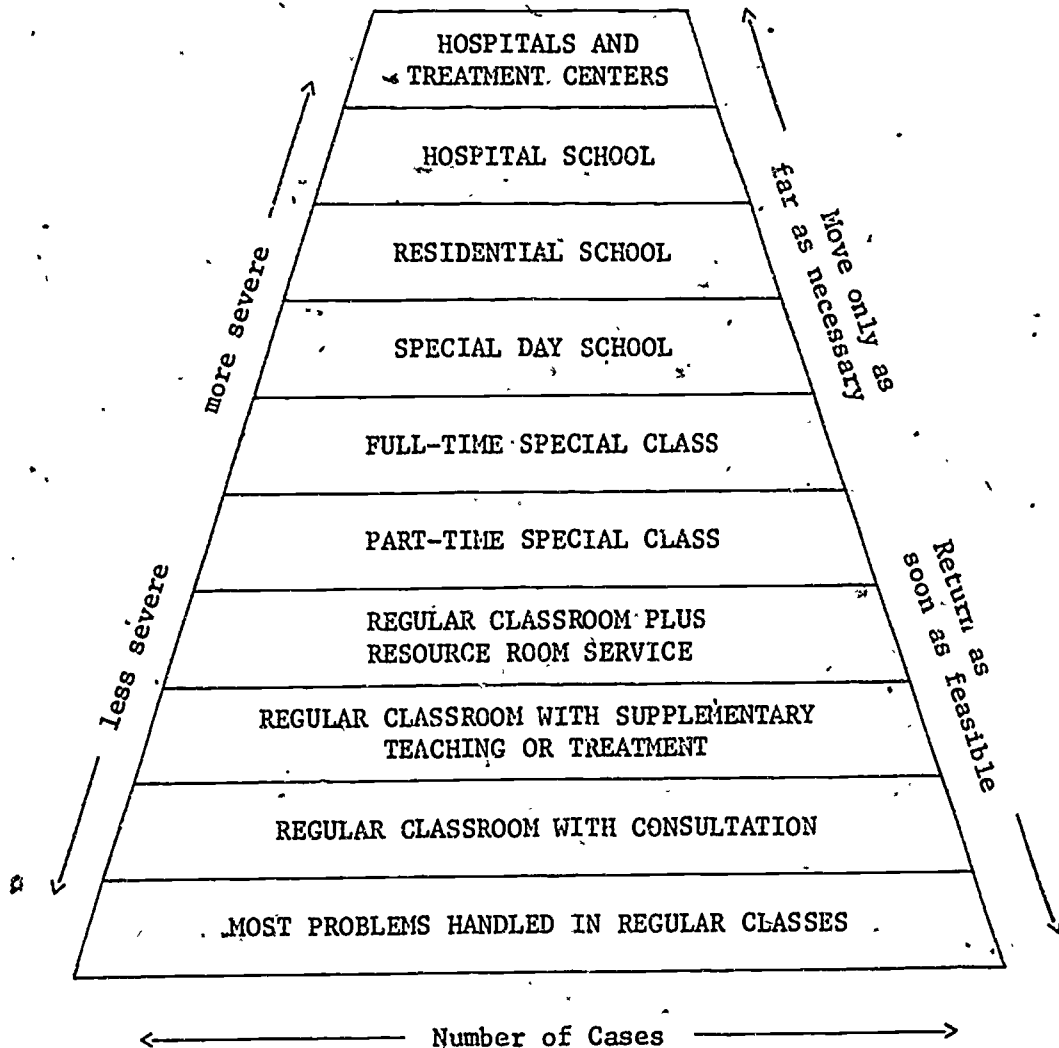 HOSPITALS AND
TREATMENT CENTERS
HOSPITAL SCHOOL
RESIDENTIAL SCHOOL
SPECIAL DAY SCHOOL
FULL-TIME SPECIAL CLASS
PART-TIME SPECIAL CLASS
REGULAR CLASSROOM PLUS
RESOURCE ROOM SERVICE
REGULAR CLASSROOM WITH SUPPLEMENTARY
TEACHING OR TREATMENT
REGULAR CLASSROOM WITH CONSULTATION
MOST PROBLEMS HANDLED IN REGULAR CLASSES
more severe
less severe
Move only as
far as necessary
Return as
soon as feasible
Number of Cases